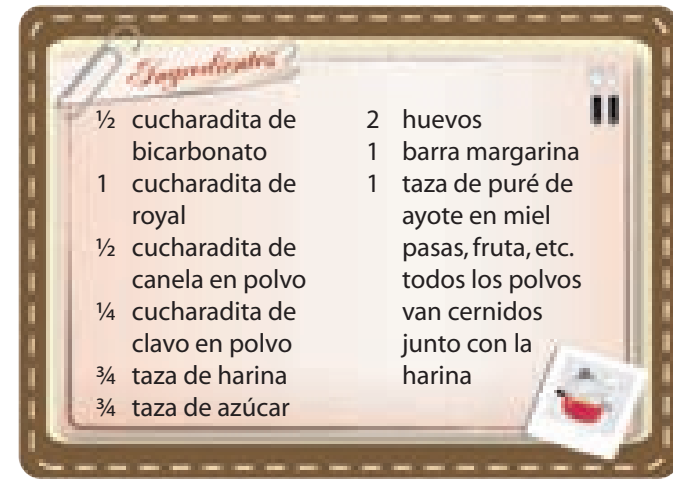 Ingredientes
½ cucharadita de
bicarbonato
1 cucharadita de
royal
½ cucharadita de
canela en polvo
¼ cucharadita de
clavo en polvo
¾ taza de harina
¾ taza de azúcar
2 huevos
1 barra margarina
1 taza de puré de
ayote en miel
pasas, fruta, etc.
todos los polvos
van cernidos
junto con la
harina